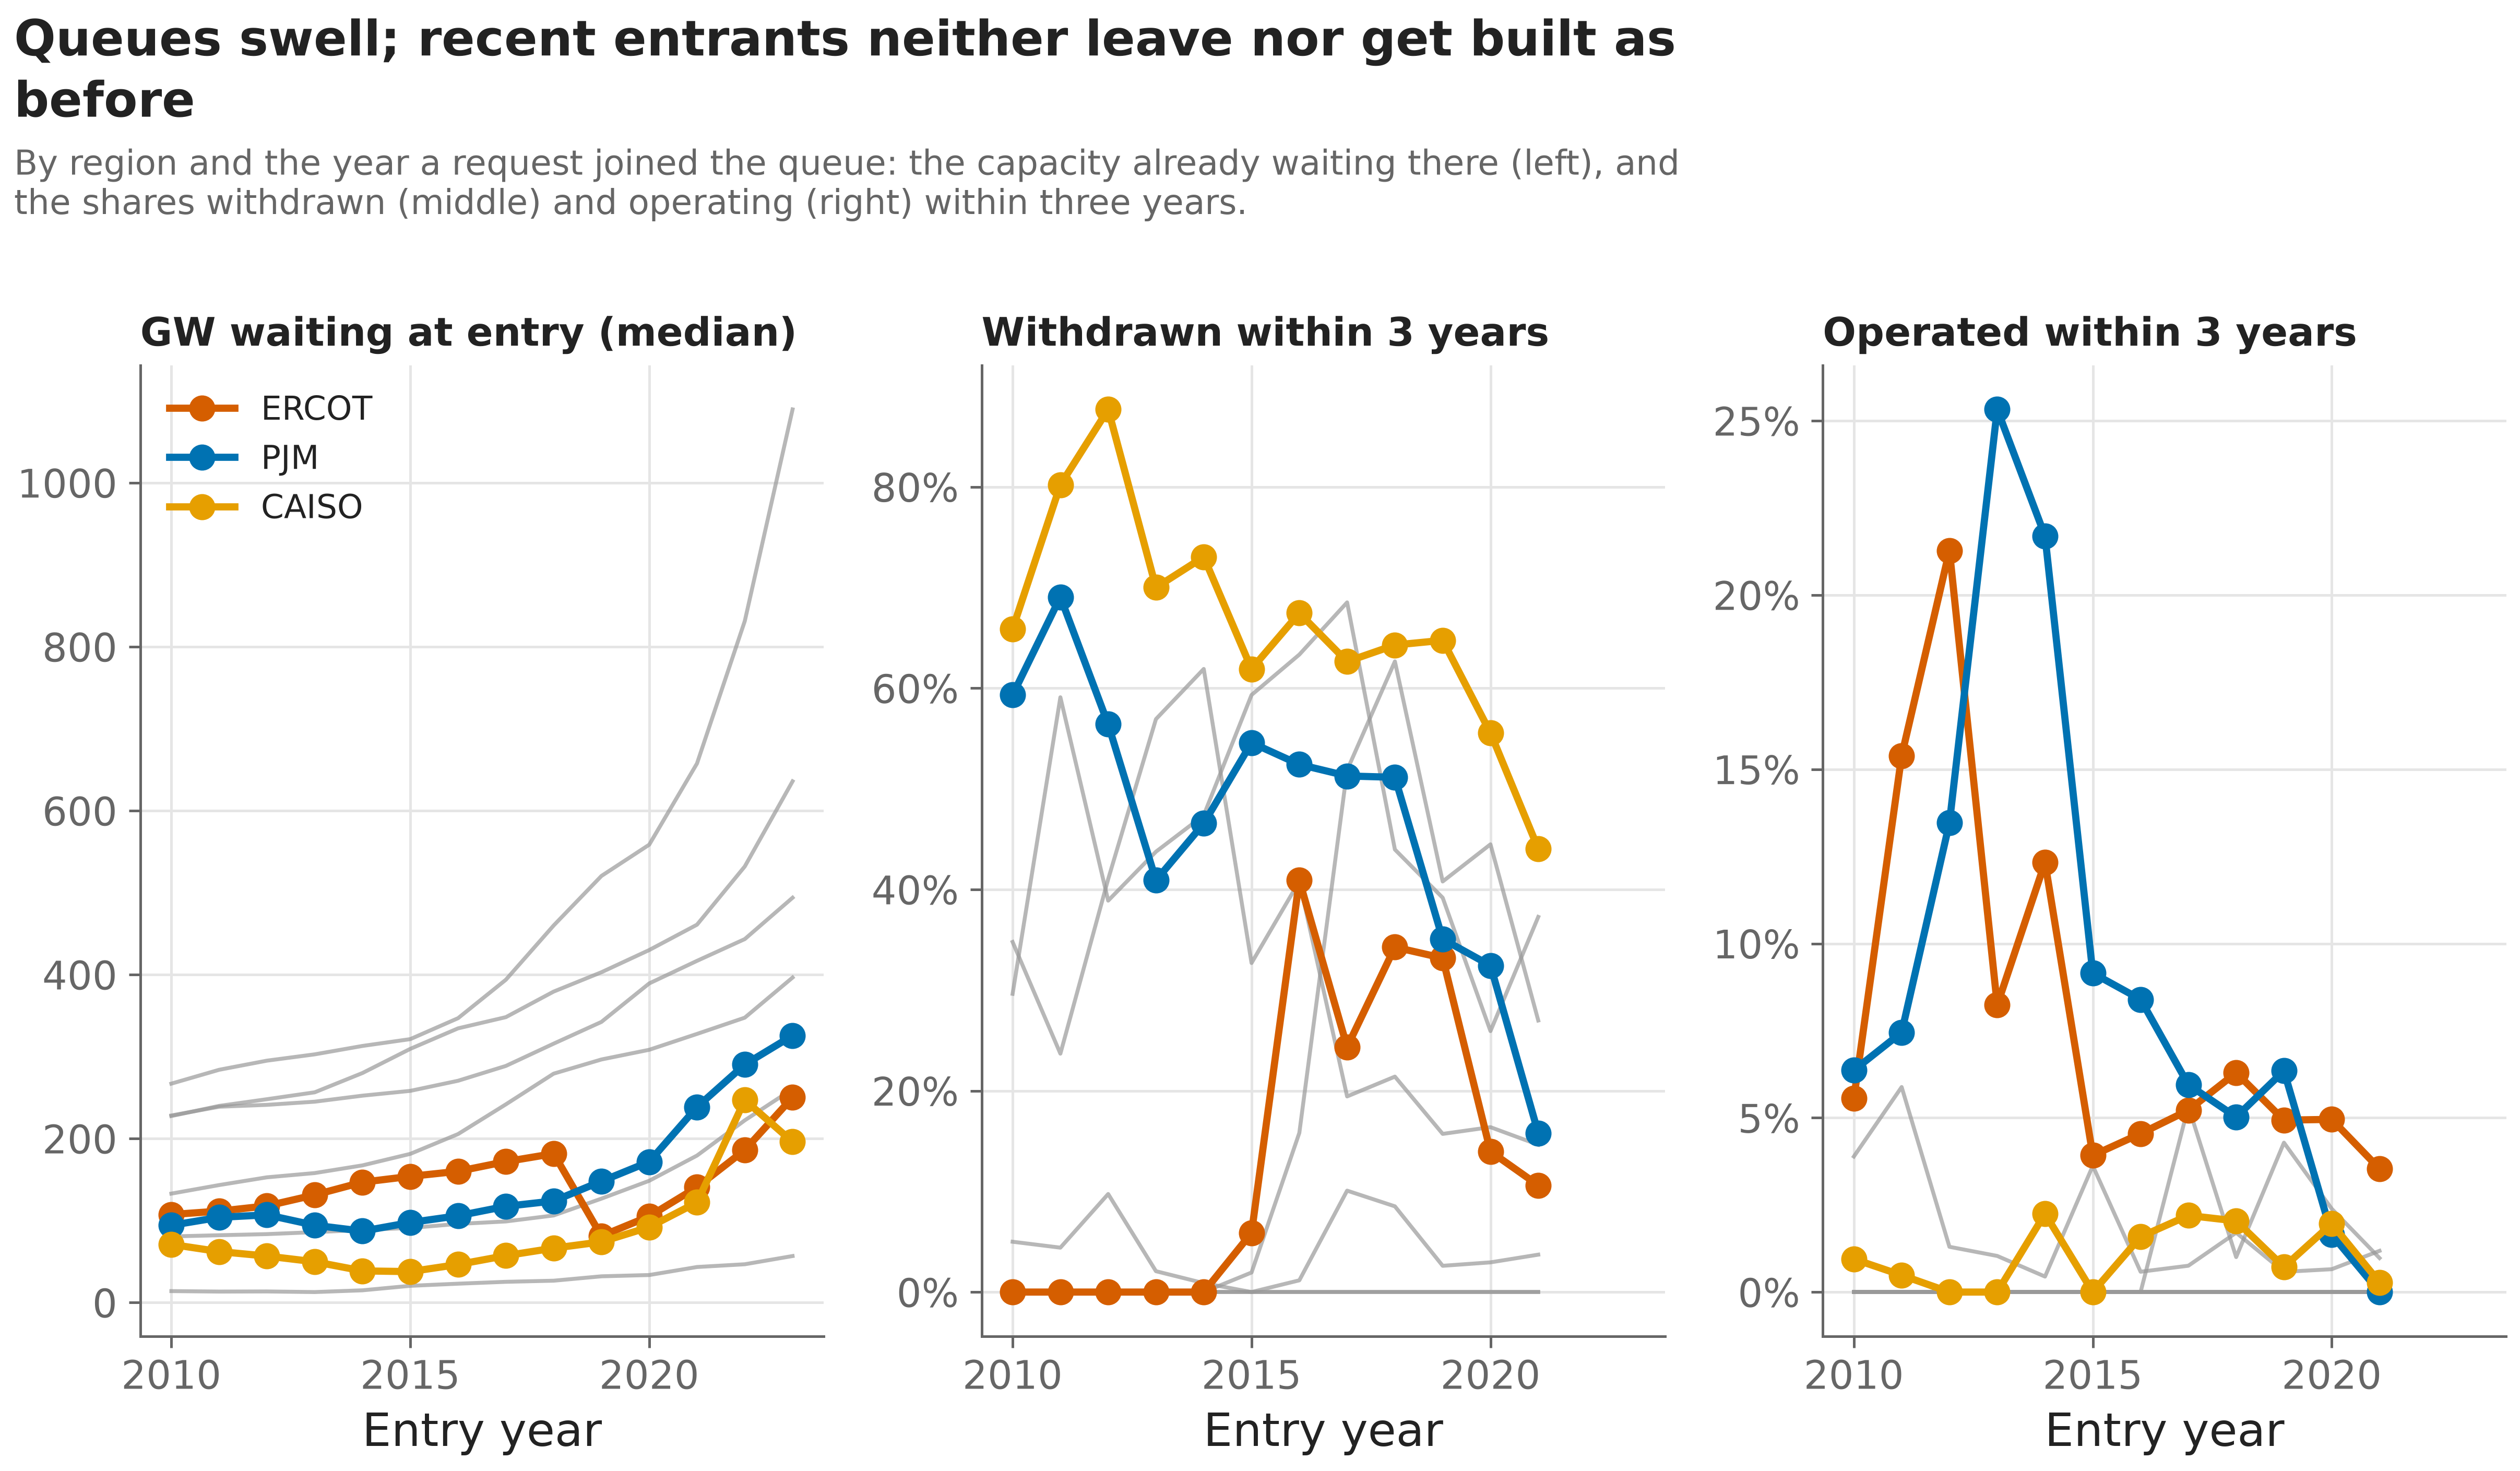 Queues swell; recent entrants neither leave nor get built as
before
By region and the year a request joined the queue: the capacity already waiting there (left), and
the shares withdrawn (middle) and operating (right) within three years.
GW waiting at entry (median)
ERCOT
PJM
CAISO
1000
800
600
400
200
0
2010
2015
2020
Entry year
Withdrawn within 3 years
80%
60%
40%
20%
0%
2010
2015
2020
Entry year
Operated within 3 years
25%
20%
15%
10%
5%
0%
2010
2015
2020
Entry year